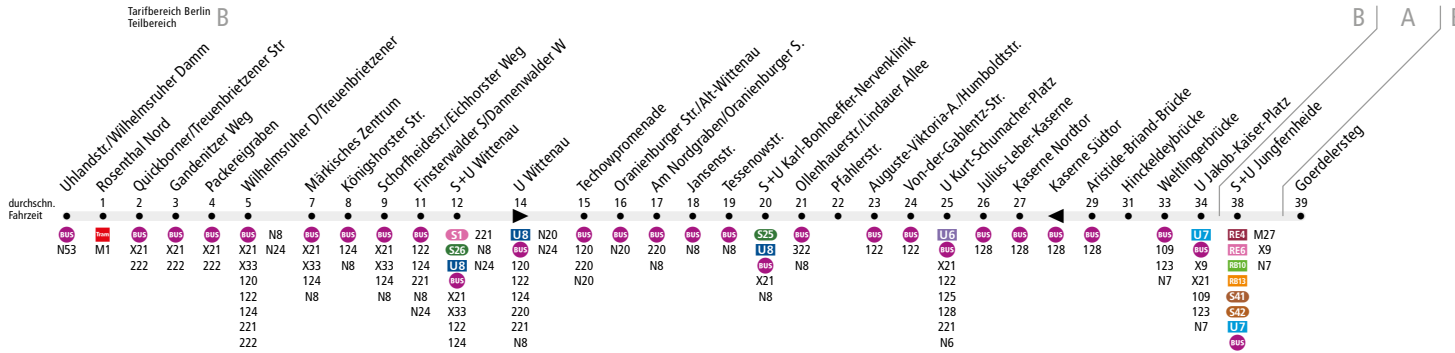 Tarifbereich Berlin
Teilbereich
B
B
A
Uhlandstr./Wilhelmsruher Damm
Rosenthal Nord
Quickborner/Treuenbrietzener Str
Gandenitzer Weg
Packereigraben
Wilhelmsruher D/Treuenbrietzener
Märkisches Zentrum
Königshorster Str.
Schorfheidestr./Eichhorster Weg
Finsterwalder S/Dannenwalder W
S+U Wittenau
U Wittenau
Techowpromenade
Oranienburger Str./Alt-Wittenau
Am Nordgraben/Oranienburger S.
Jansenstr.
Tessenowstr.
S+U Karl-Bonhoeffer-Nervenklinik
Ollenhauerstr./Lindauer Allee
Pfahlerstr.
Auguste-Viktoria-A./Humboldtstr.
Von-der-Gablentz-Str.
U Kurt-Schumacher-Platz
Julius-Leber-Kaserne
Kaserne Nordtor
Kaserne Südtor
Aristide-Briand-Brücke
Hinckeldeybrücke
Weltlingerbrücke
U Jakob-Kaiser-Platz
S+U Jungfernheide
Goerdelersteg
durchschn.
Fahrzeit
1 2 3 4 5 7 8 9 11 12 14 15 16 17 18 19 20 21 22 23 24 25 26 27 28 29 31 33 34 38 39
BUS Tram BUS BUS BUS BUS N8 BUS BUS BUS BUS S1 221 U8 N20 BUS BUS BUS BUS BUS S25 BUS BUS BUS U6 BUS BUS BUS BUS BUS U7 RE4 M27
N53 M1 X21 X21 X21 X21 N24 X21 124 X21 122 S26 N8 BUS N24 120 N20 220 N8 N8 U8 322 122 122 BUS 128 128 128 128 109 BUS RE6 X9
222 222 222 X33 X33 N8 X33 124 U8 N24 120 220 N8 BUS N8 X21 123 X9 RB10 N7
120 124 124 221 BUS 122 N20 X21 122 N7 X21 RB13
122 N8 N8 N8 X21 124 N8 125 109 S41
124 N24 X33 220 128 123 S42
221 122 221 221 N7 U7
222 124 N8 N6 BUS